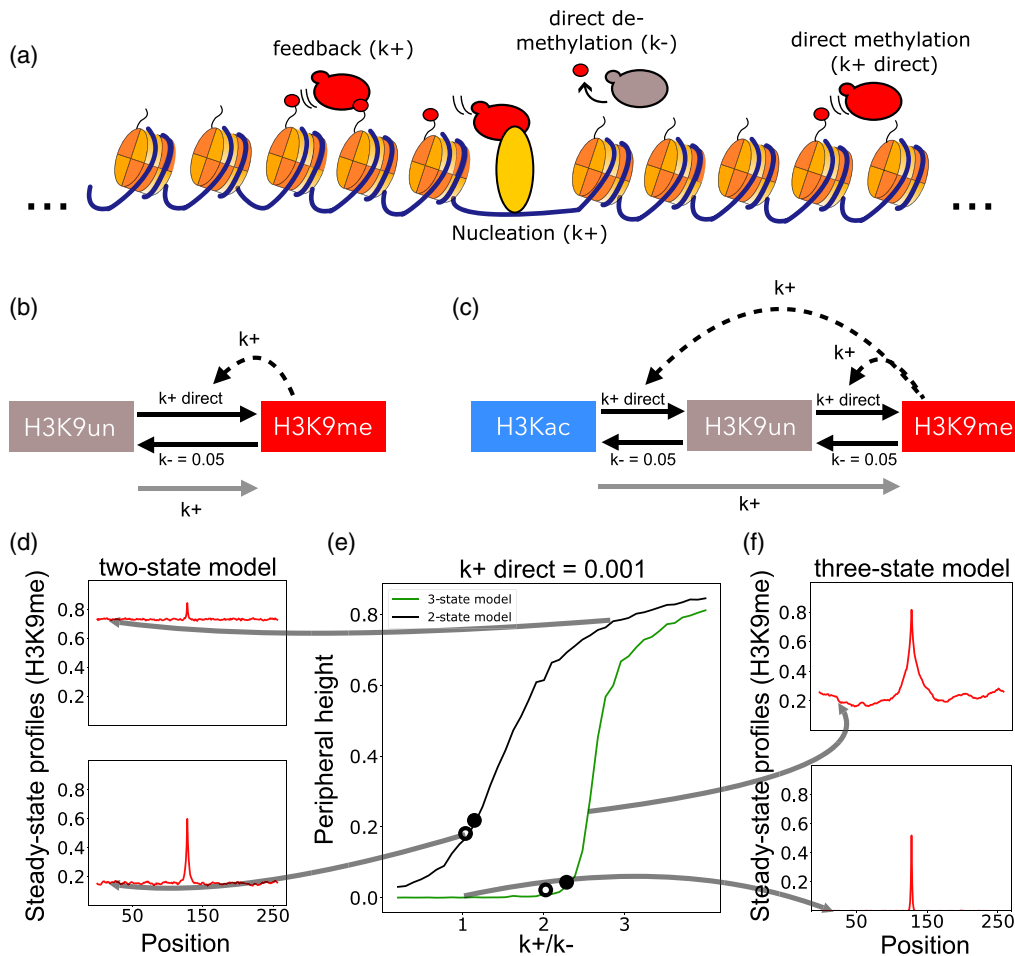 (a)
feedback (k+)
direct de-
methylation (k-)
direct methylation
(k+ direct)
...
...
Nucleation (k+)
(b)
k+
k+ direct
H3K9un
H3K9me
k- = 0.05
k+
(c)
k+
k+
k+ direct
k+ direct
H3Kac
H3K9un
H3K9me
k- = 0.05
k- = 0.05
k+
(d)
two-state model
Steady-state profiles (H3K9me)
0.8
0.6
0.4
0.2
0.8
0.6
0.4
0.2
50
150
250
Position
(e)
k+ direct = 0.001
3-state model
2-state model
Peripheral height
0.8
0.6
0.4
0.2
0.0
1
2
3
k+/k-
(f)
three-state model
Steady-state profiles (H3K9me)
0.8
0.6
0.4
0.2
0.8
0.6
0.4
0.2
50
150
250
Position